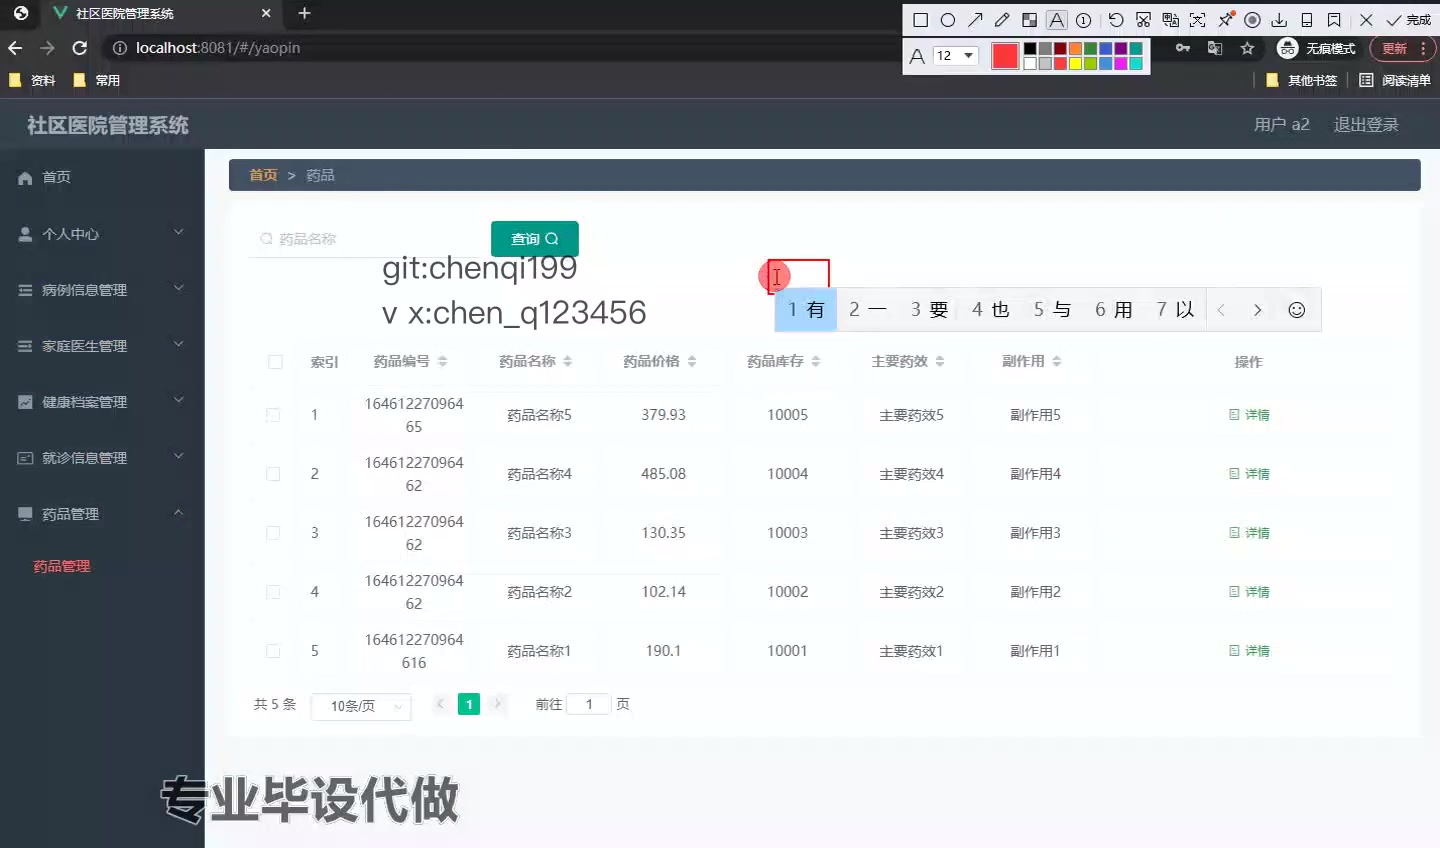 社区医院管理系统
完成
localhost:8081/#/yaopin
A
12
无痕模式
更新
资料
常用
其他书签
阅读清单
社区医院管理系统
用户 a2
退出登录
首页
个人中心
病例信息管理
家庭医生管理
健康档案管理
就诊信息管理
药品管理
药品管理
首页 > 药品
药品名称
查询
git:chenqi199
v x:chen_q123456
1 有 2 一 3 要 4 也 5 与 6 用 7 以
索引 药品编号 药品名称 药品价格 药品库存 主要药效 副作用 操作
1 16461227096465 药品名称5 379.93 10005 主要药效5 副作用5 详情
2 16461227096462 药品名称4 485.08 10004 主要药效4 副作用4 详情
3 16461227096462 药品名称3 130.35 10003 主要药效3 副作用3 详情
4 16461227096462 药品名称2 102.14 10002 主要药效2 副作用2 详情
5 164612270964616 药品名称1 190.1 10001 主要药效1 副作用1 详情
共 5 条 10条/页 1 前往 1 页
专业毕设代做